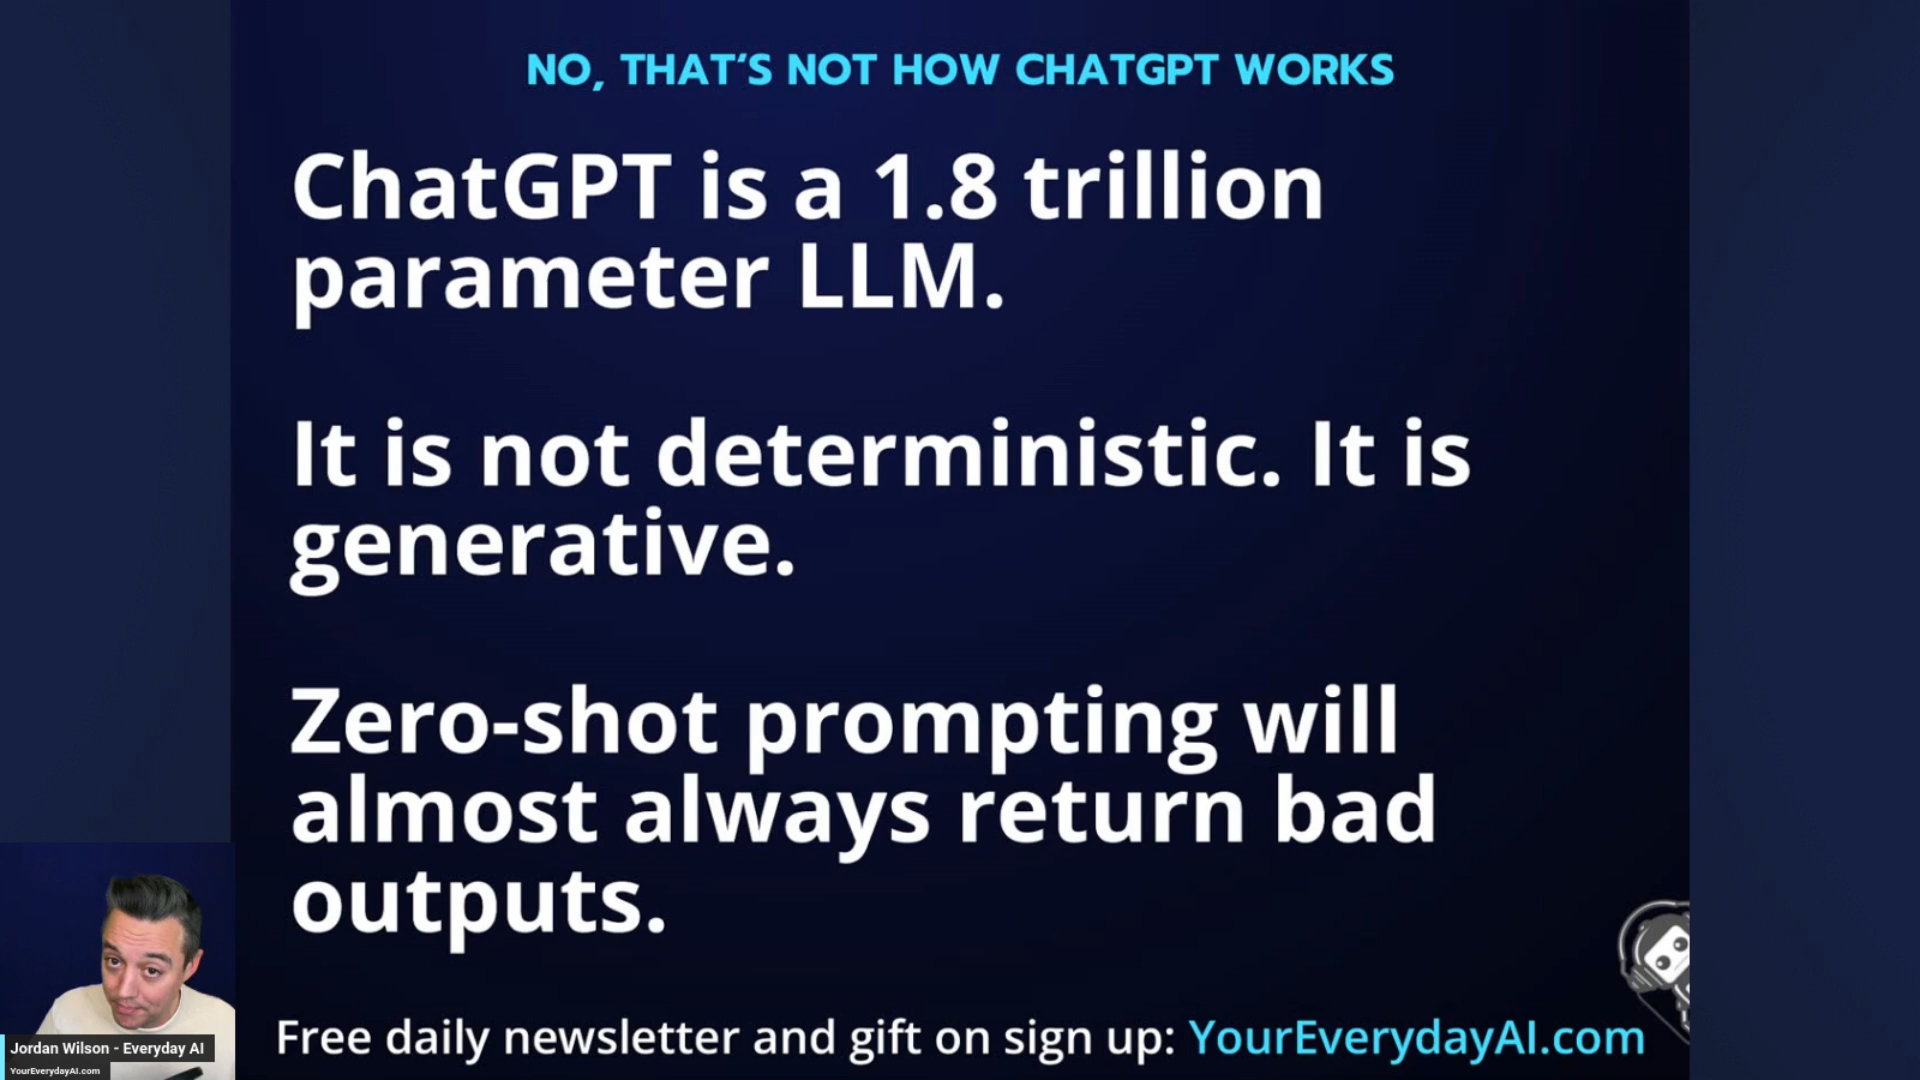 NO, THAT'S NOT HOW CHATGPT WORKS
ChatGPT is a 1.8 trillion
parameter LLM.
It is not deterministic. It is
generative.
Zero-shot prompting will
almost always return bad
outputs.
Free daily newsletter and gift on sign up: YourEverydayAI.com
Jordan Wilson - Everyday AI
YourEverydayAI.com